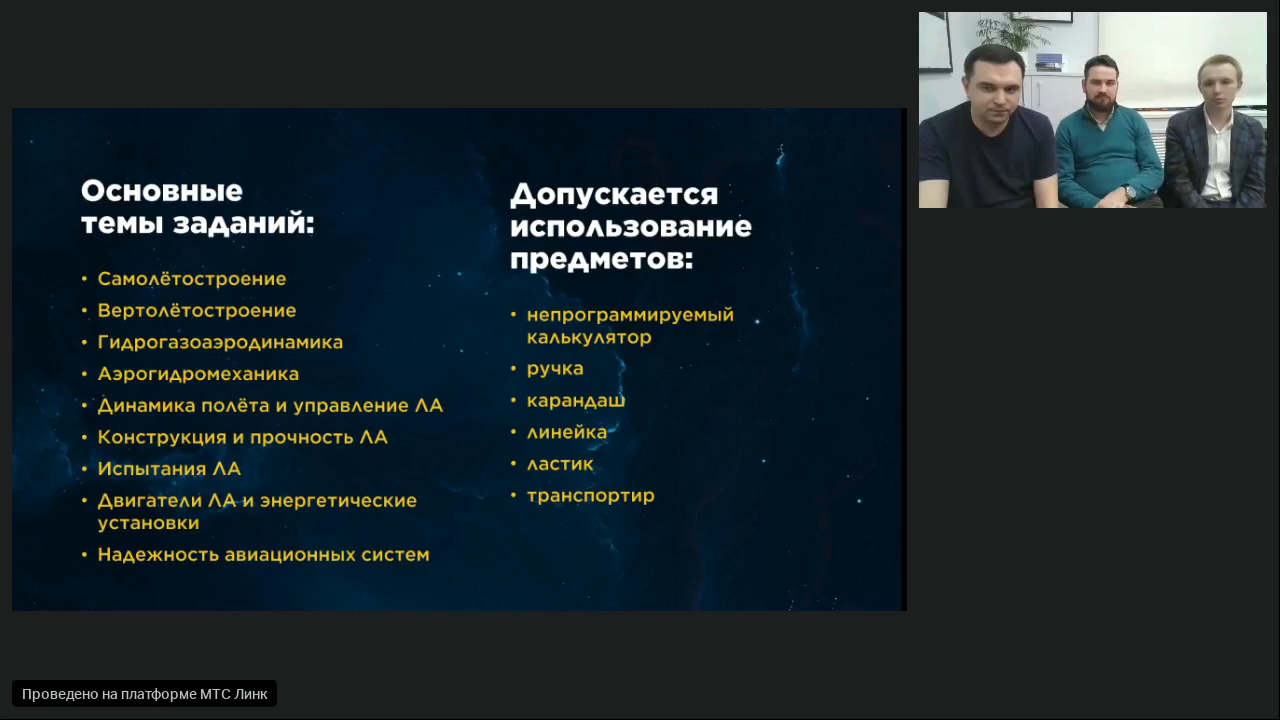 Основные
темы заданий:
• Самолётостроение
• Вертолётостроение
• Гидрогазоаэродинамика
• Аэрогидромеханика
• Динамика полёта и управление ЛА
• Конструкция и прочность ЛА
• Испытания ЛА
• Двигатели ЛА и энергетические
установки
• Надежность авиационных систем
Допускается
использование
предметов:
• непрограммируемый
калькулятор
• ручка
• карандаш
• линейка
• ластик
• транспортир
Проведено на платформе МТС Линк